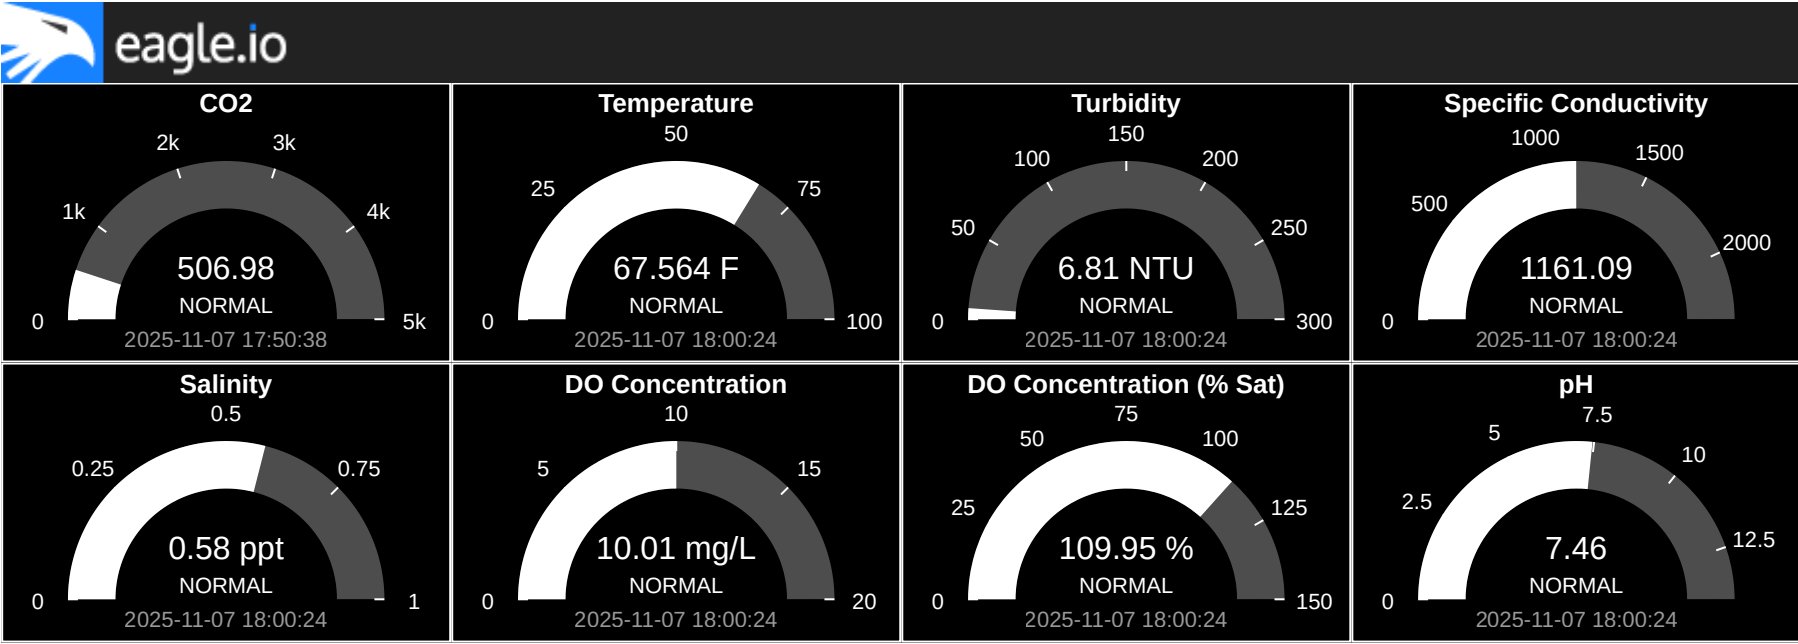 eagle.io
CO2
2k
3k
1k
4k
506.98
NORMAL
0
5k
2025-11-07 17:50:38
Temperature
50
25
75
67.564 F
NORMAL
0
100
2025-11-07 18:00:24
Turbidity
150
100
200
50
250
6.81 NTU
NORMAL
0
300
2025-11-07 18:00:24
Specific Conductivity
1000
1500
500
2000
1161.09
NORMAL
0
2025-11-07 18:00:24
Salinity
0.5
0.25
0.75
0.58 ppt
NORMAL
0
1
2025-11-07 18:00:24
DO Concentration
10
5
15
10.01 mg/L
NORMAL
0
20
2025-11-07 18:00:24
DO Concentration (% Sat)
75
50
100
25
125
109.95 %
NORMAL
0
150
2025-11-07 18:00:24
pH
7.5
5
10
2.5
12.5
7.46
NORMAL
0
2025-11-07 18:00:24